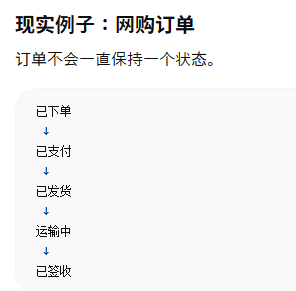 现实例子：网购订单
订单不会一直保持一个状态。
已下单
↓
已支付
↓
已发货
↓
运输中
↓
已签收